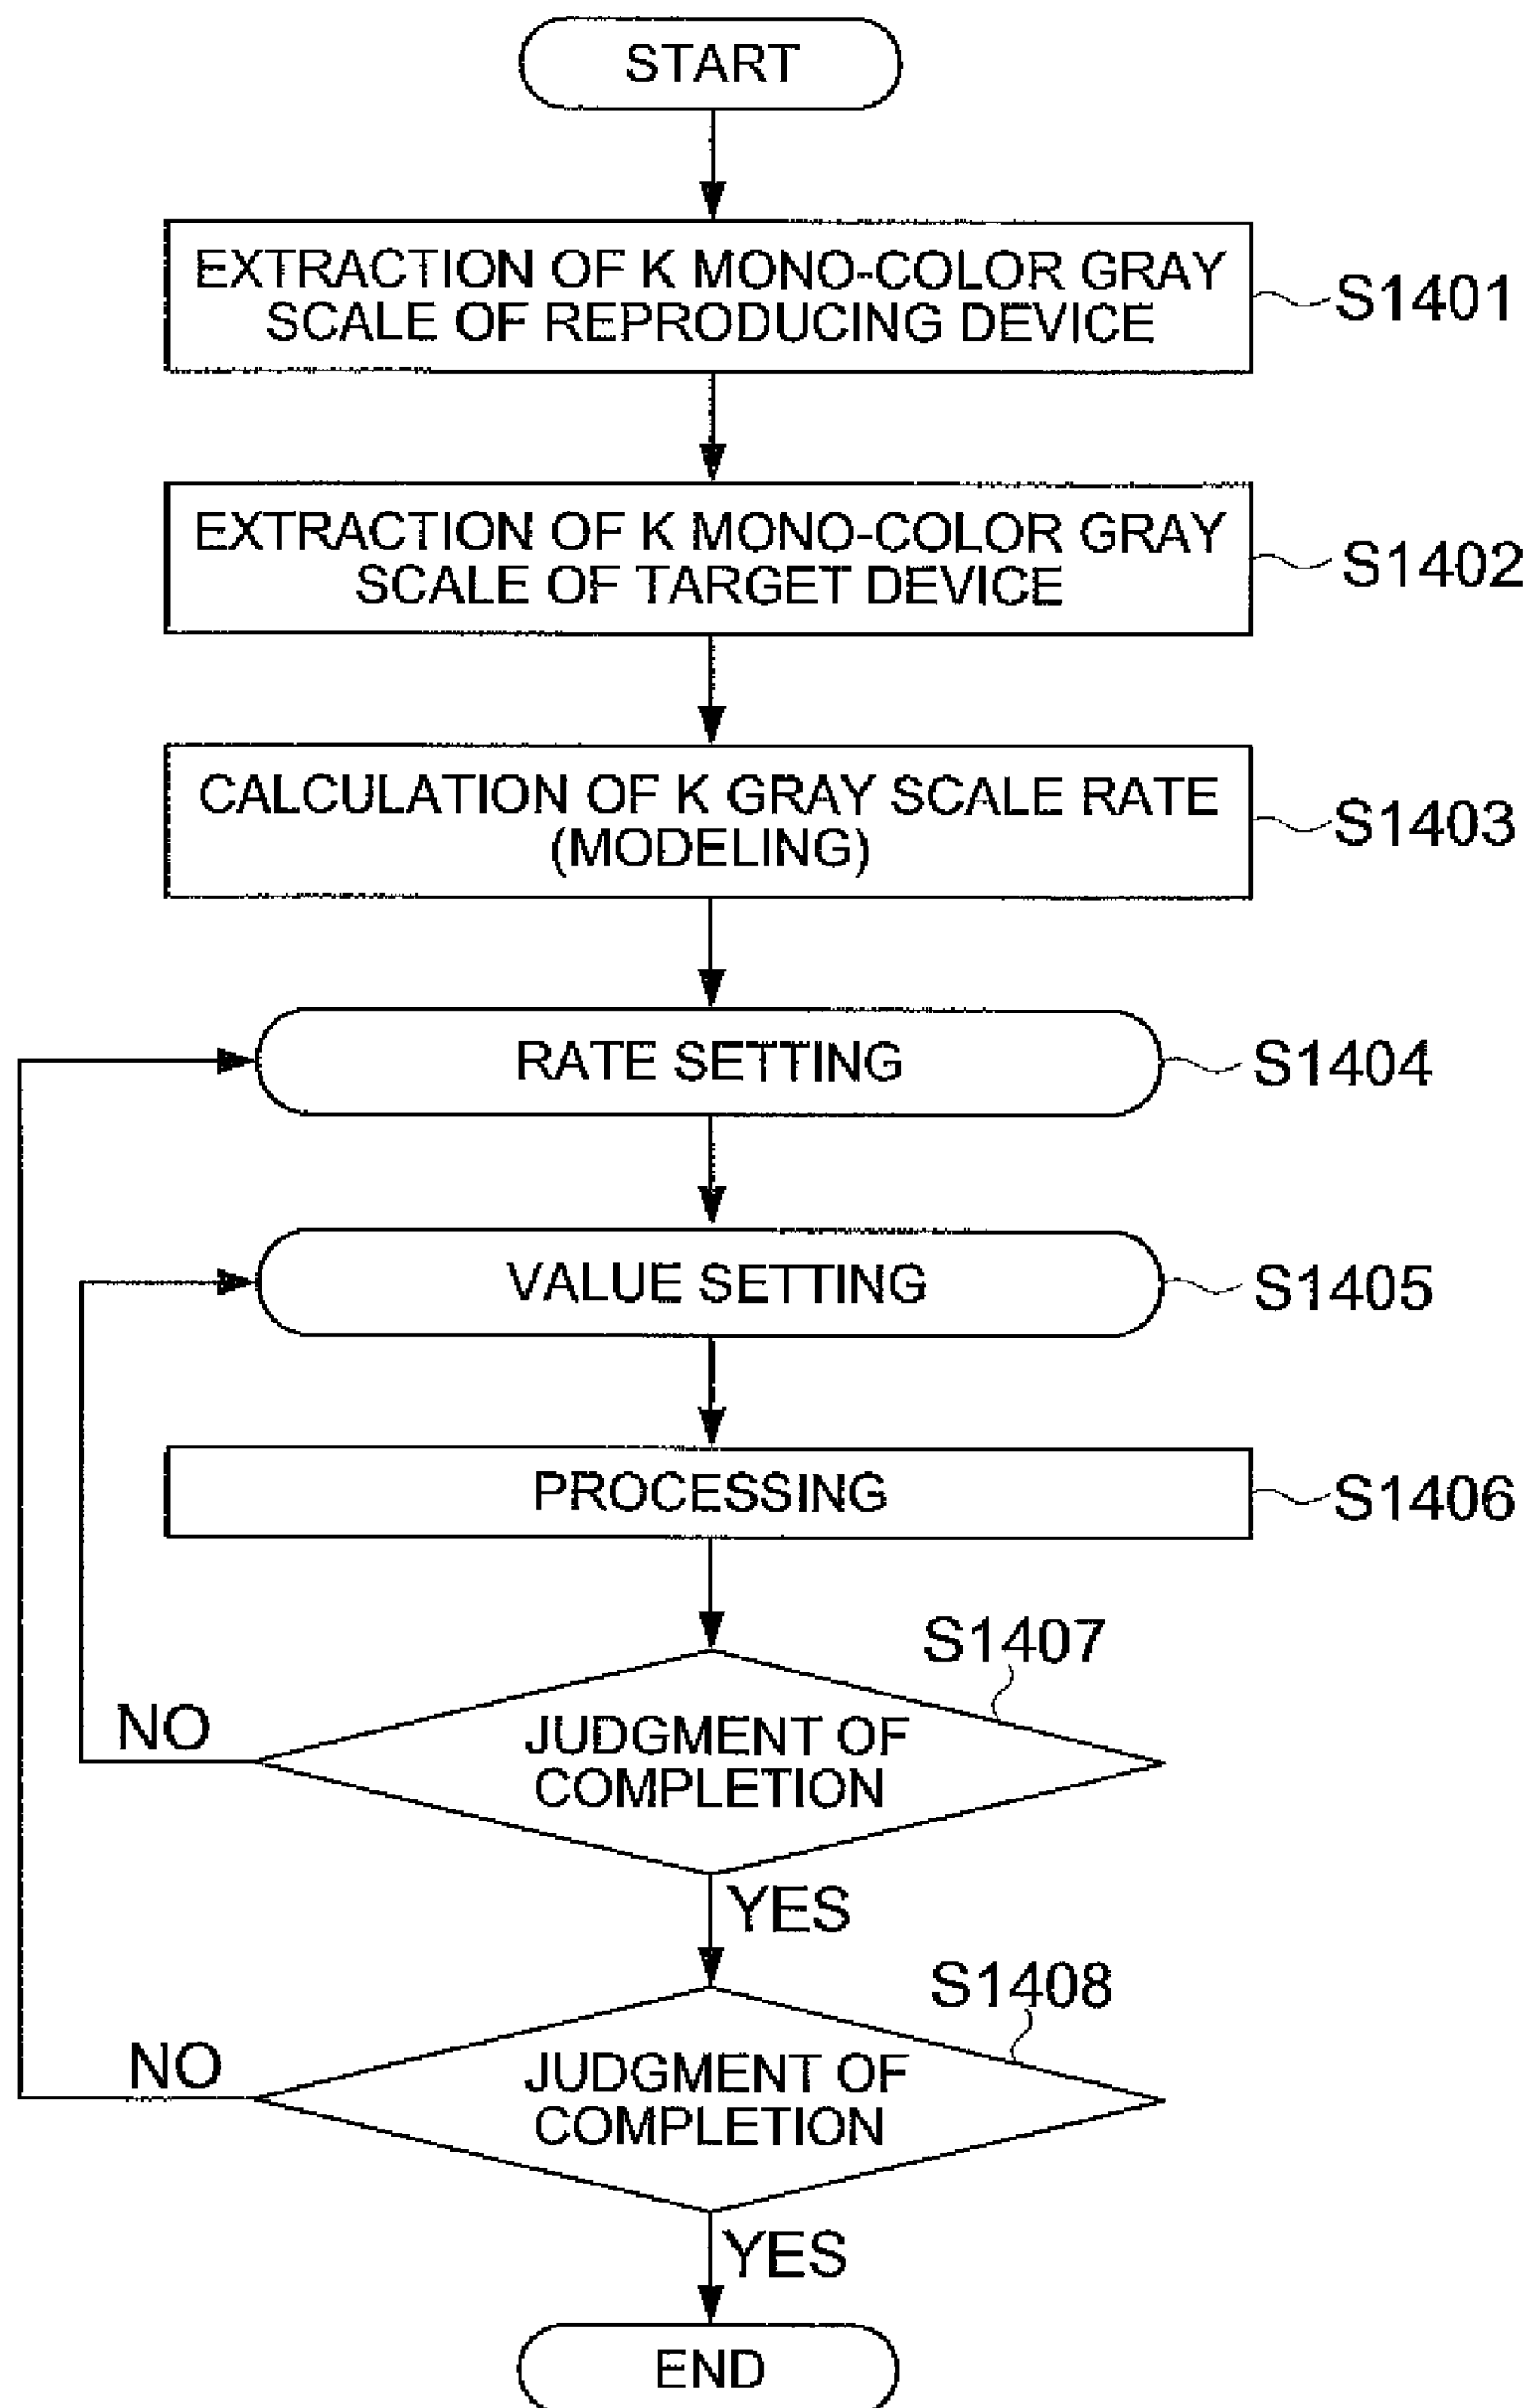 START
EXTRACTION OF K MONO-COLOR GRAY
SCALE OF REPRODUCING DEVICE
S1401
EXTRACTION OF K MONO-COLOR GRAY
SCALE OF TARGET DEVICE
S1402
CALCULATION OF K GRAY SCALE RATE
(MODELING)
S1403
RATE SETTING
S1404
VALUE SETTING
S1405
PROCESSING
S1406
S1407
JUDGMENT OF
COMPLETION
NO
YES
S1408
JUDGMENT OF
COMPLETION
NO
YES
END